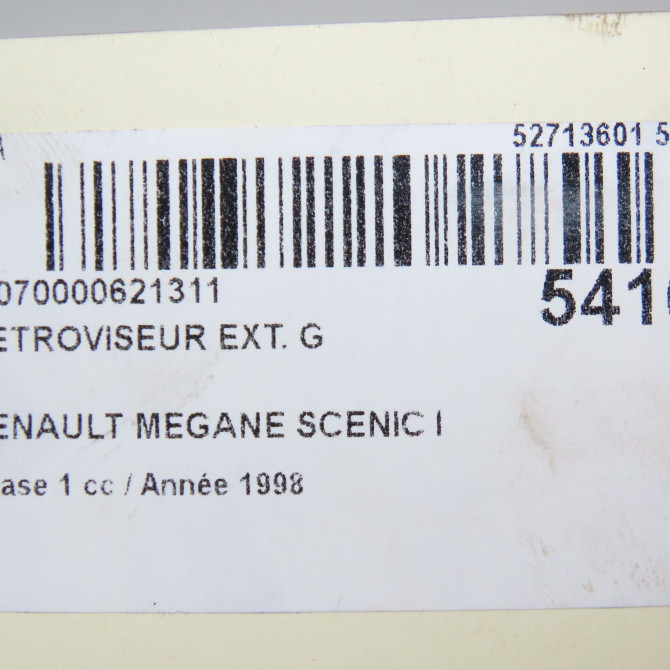 52713601 5
070000621311
541
ETROVISEUR EXT. G
ENAULT MEGANE SCENIC I
ase 1 cc / Année 1998